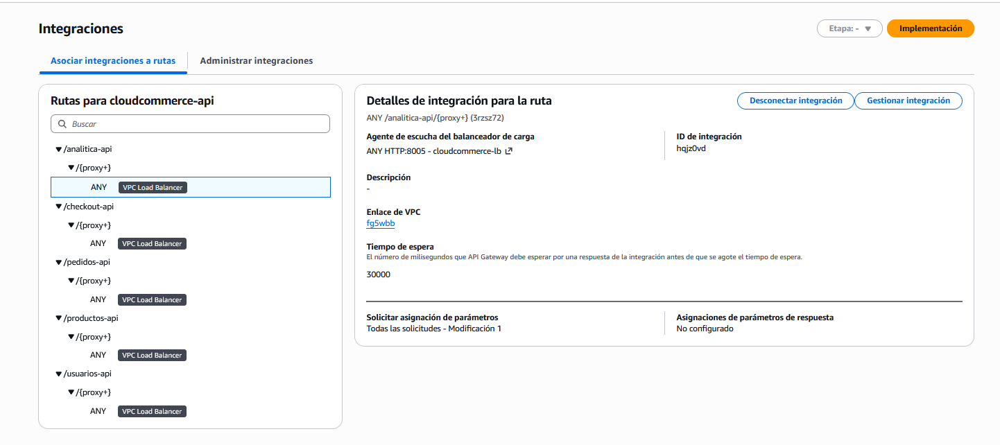 Integraciones
Etapa: -
Implementación
Asociar integraciones a rutas
Administrar integraciones
Rutas para cloudcommerce-api
Buscar
/analitica-api
/{proxy+}
ANY VPC Load Balancer
/checkout-api
/{proxy+}
ANY VPC Load Balancer
/pedidos-api
/{proxy+}
ANY VPC Load Balancer
/productos-api
/{proxy+}
ANY VPC Load Balancer
/usuarios-api
/{proxy+}
ANY VPC Load Balancer
Detalles de integración para la ruta
Desconectar integración
Gestionar integración
ANY /analitica-api/{proxy+} (3rzsz72)
Agente de escucha del balanceador de carga
ANY HTTP:8005 - cloudcommerce-lb
ID de integración
hqjz0vd
Descripción
-
Enlace de VPC
fg5wbb
Tiempo de espera
El número de milisegundos que API Gateway debe esperar por una respuesta de la integración antes de que se agote el tiempo de espera.
30000
Solicitar asignación de parámetros
Todas las solicitudes - Modificación 1
Asignaciones de parámetros de respuesta
No configurado